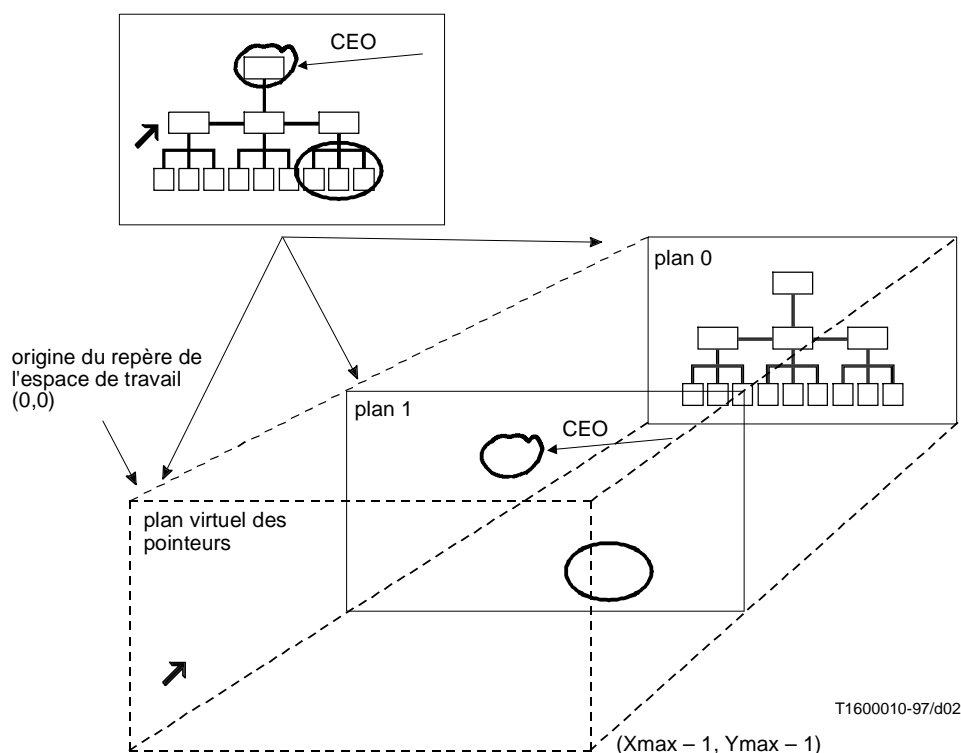 CEO
plan 0
origine du repère de
l'espace de travail
(0,0)
plan 1
CEO
plan virtuel des
pointeurs
T1600010-97/d02
(Xmax – 1, Ymax – 1)